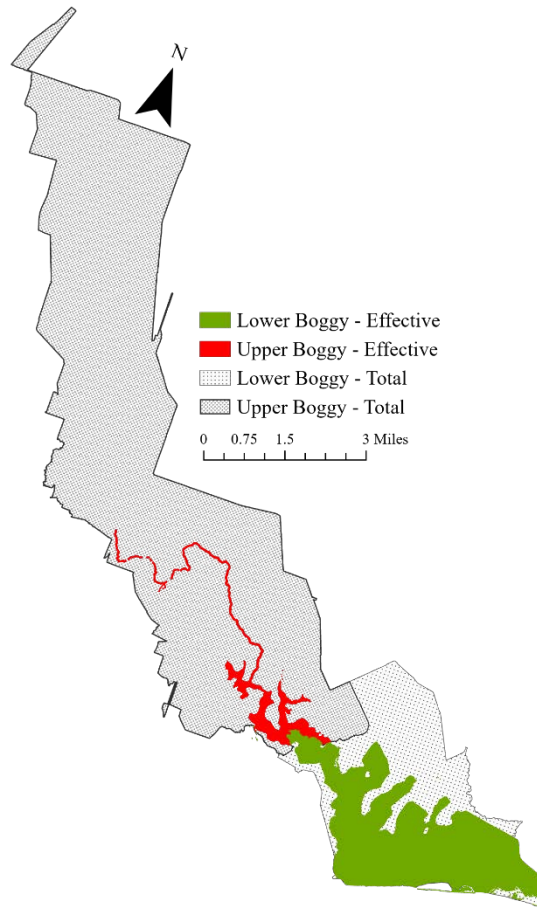 N
Lower Boggy - Effective
Upper Boggy - Effective
Lower Boggy - Total
Upper Boggy - Total
0 0.75 1.5 3 Miles